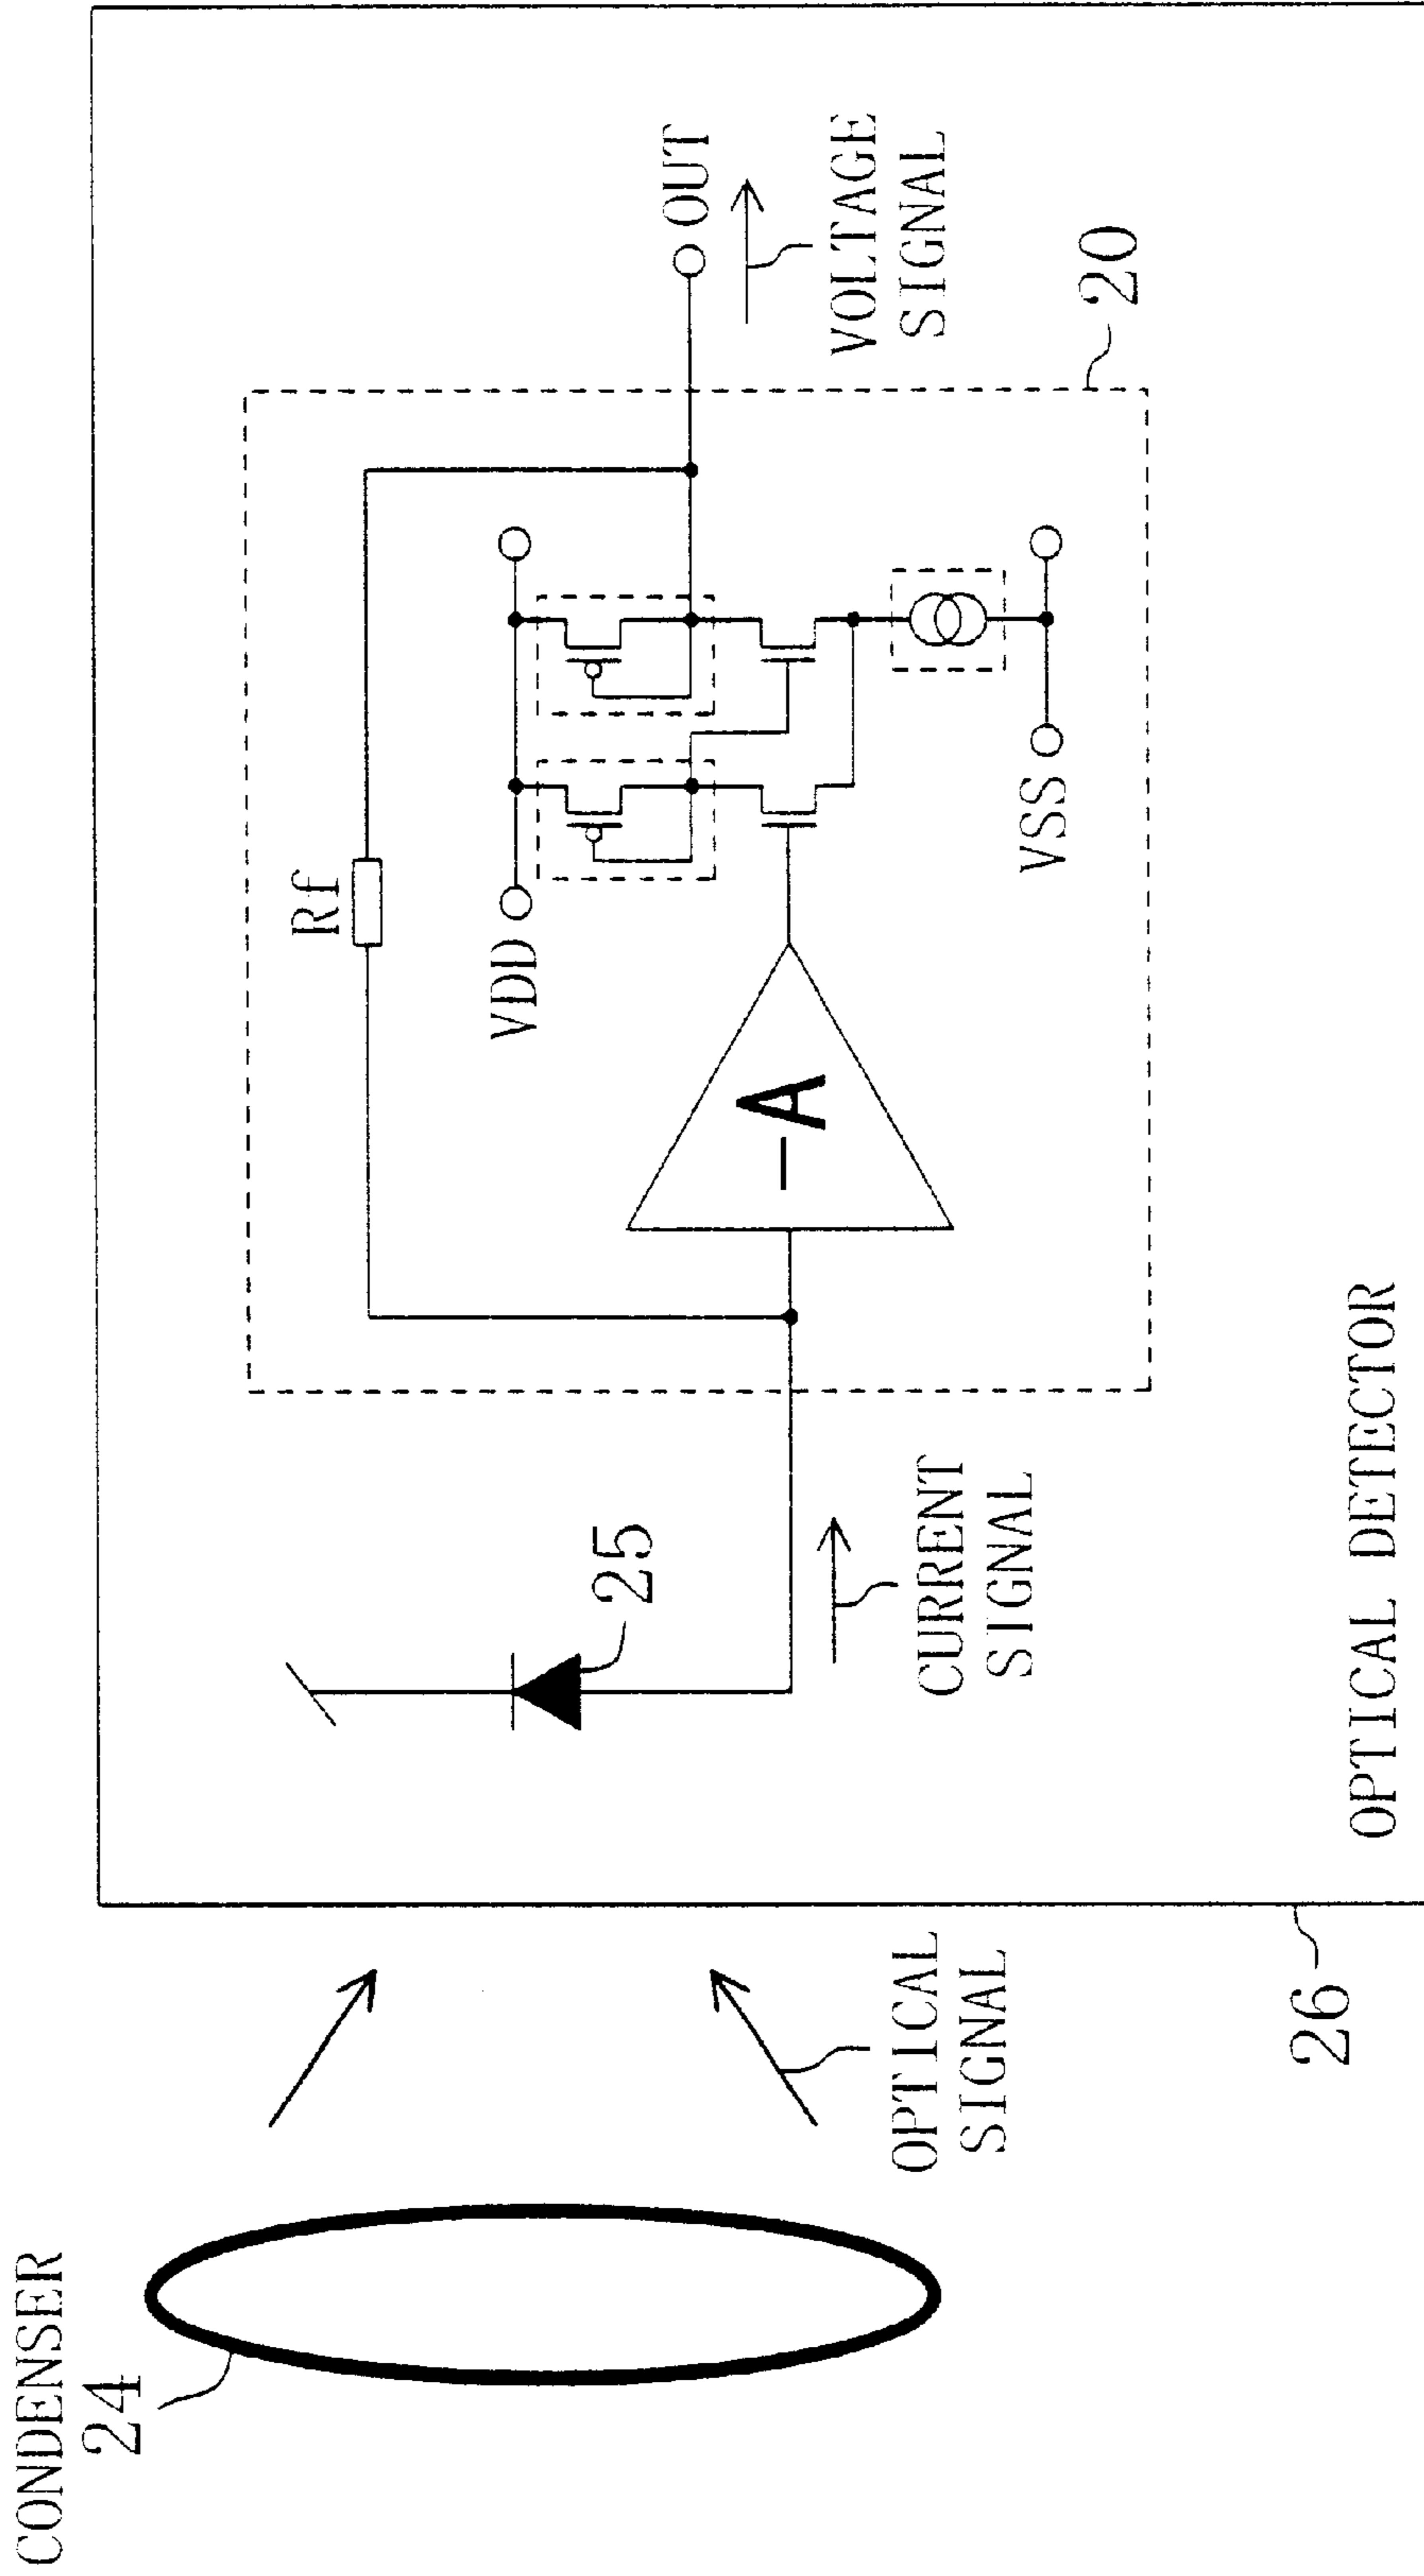 CONDENSER
24
OPTICAL
SIGNAL
26
OPTICAL DETECTOR
25
CURRENT
SIGNAL
Rf
VDD
-A
VSS
20
OUT
VOLTAGE
SIGNAL